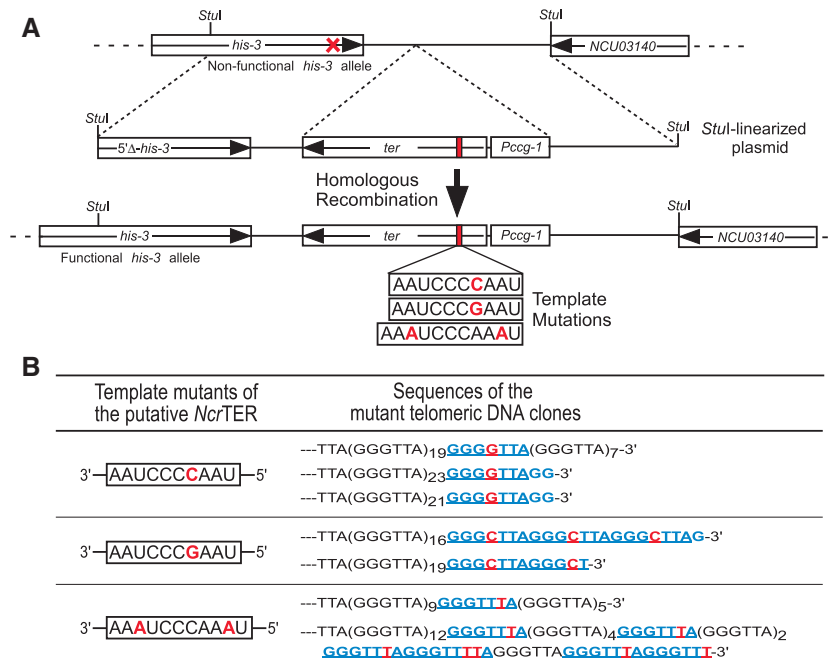 A
StuI
his-3
Non-functional his-3 allele
NCU03140
StuI
5'Δ-his-3
ter
Pccg-1
StuI
StuI-linearized
plasmid
Homologous
Recombination
StuI
his-3
Functional his-3 allele
ter
Pccg-1
StuI
NCU03140
AAUCCCCAAU
AAUCCCGAAU
AAAUCCCAAAU
Template
Mutations
B
Template mutants of
the putative NcrTER
Sequences of the
mutant telomeric DNA clones
3'-AAUCCCCAAU-5'
---TTA(GGGTTA)19GGGGTTA(GGGTTA)7-3'
---TTA(GGGTTA)23GGGGTTAGG-3'
---TTA(GGGTTA)21GGGGTTAGG-3'
3'-AAUCCCGAAU-5'
---TTA(GGGTTA)16GGGCTTAGGGCTTAGGGCTTAG-3'
---TTA(GGGTTA)19GGGCTTAGGGCT-3'
3'-AAAUCCCAAAU-5'
---TTA(GGGTTA)9GGGTTTA(GGGTTA)5-3'
---TTA(GGGTTA)12GGGTTTA(GGGTTA)4GGGTTTA(GGGTTA)2
GGGTTTAGGGTTTTAGGGTTAGGGTTTAGGGTTT-3'